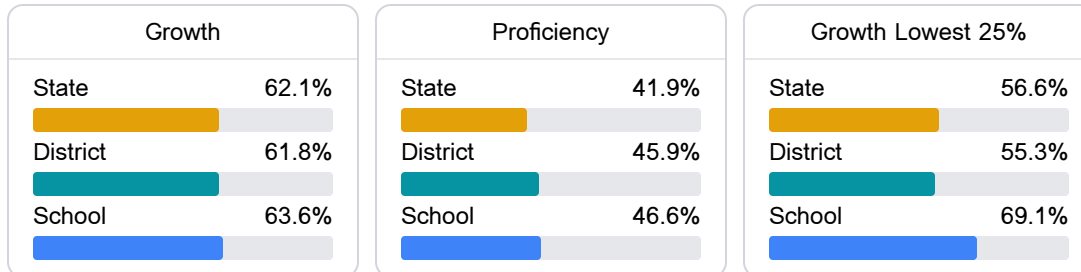 Growth
State 62.1%
District 61.8%
School 63.6%
Proficiency
State 41.9%
District 45.9%
School 46.6%
Growth Lowest 25%
State 56.6%
District 55.3%
School 69.1%